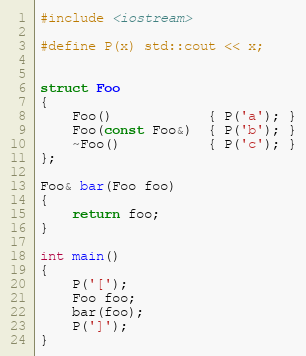 1 #include <iostream>
2
3 #define P(x) std::cout << x;
4
5
6 struct Foo
7 {
8     Foo()             { P('a'); }
9     Foo(const Foo&)  { P('b'); }
10     ~Foo()            { P('c'); }
11 };
12
13 Foo& bar(Foo foo)
14 {
15     return foo;
16 }
17
18 int main()
19 {
20     P('[');
21     Foo foo;
22     bar(foo);
23     P(']');
24 }